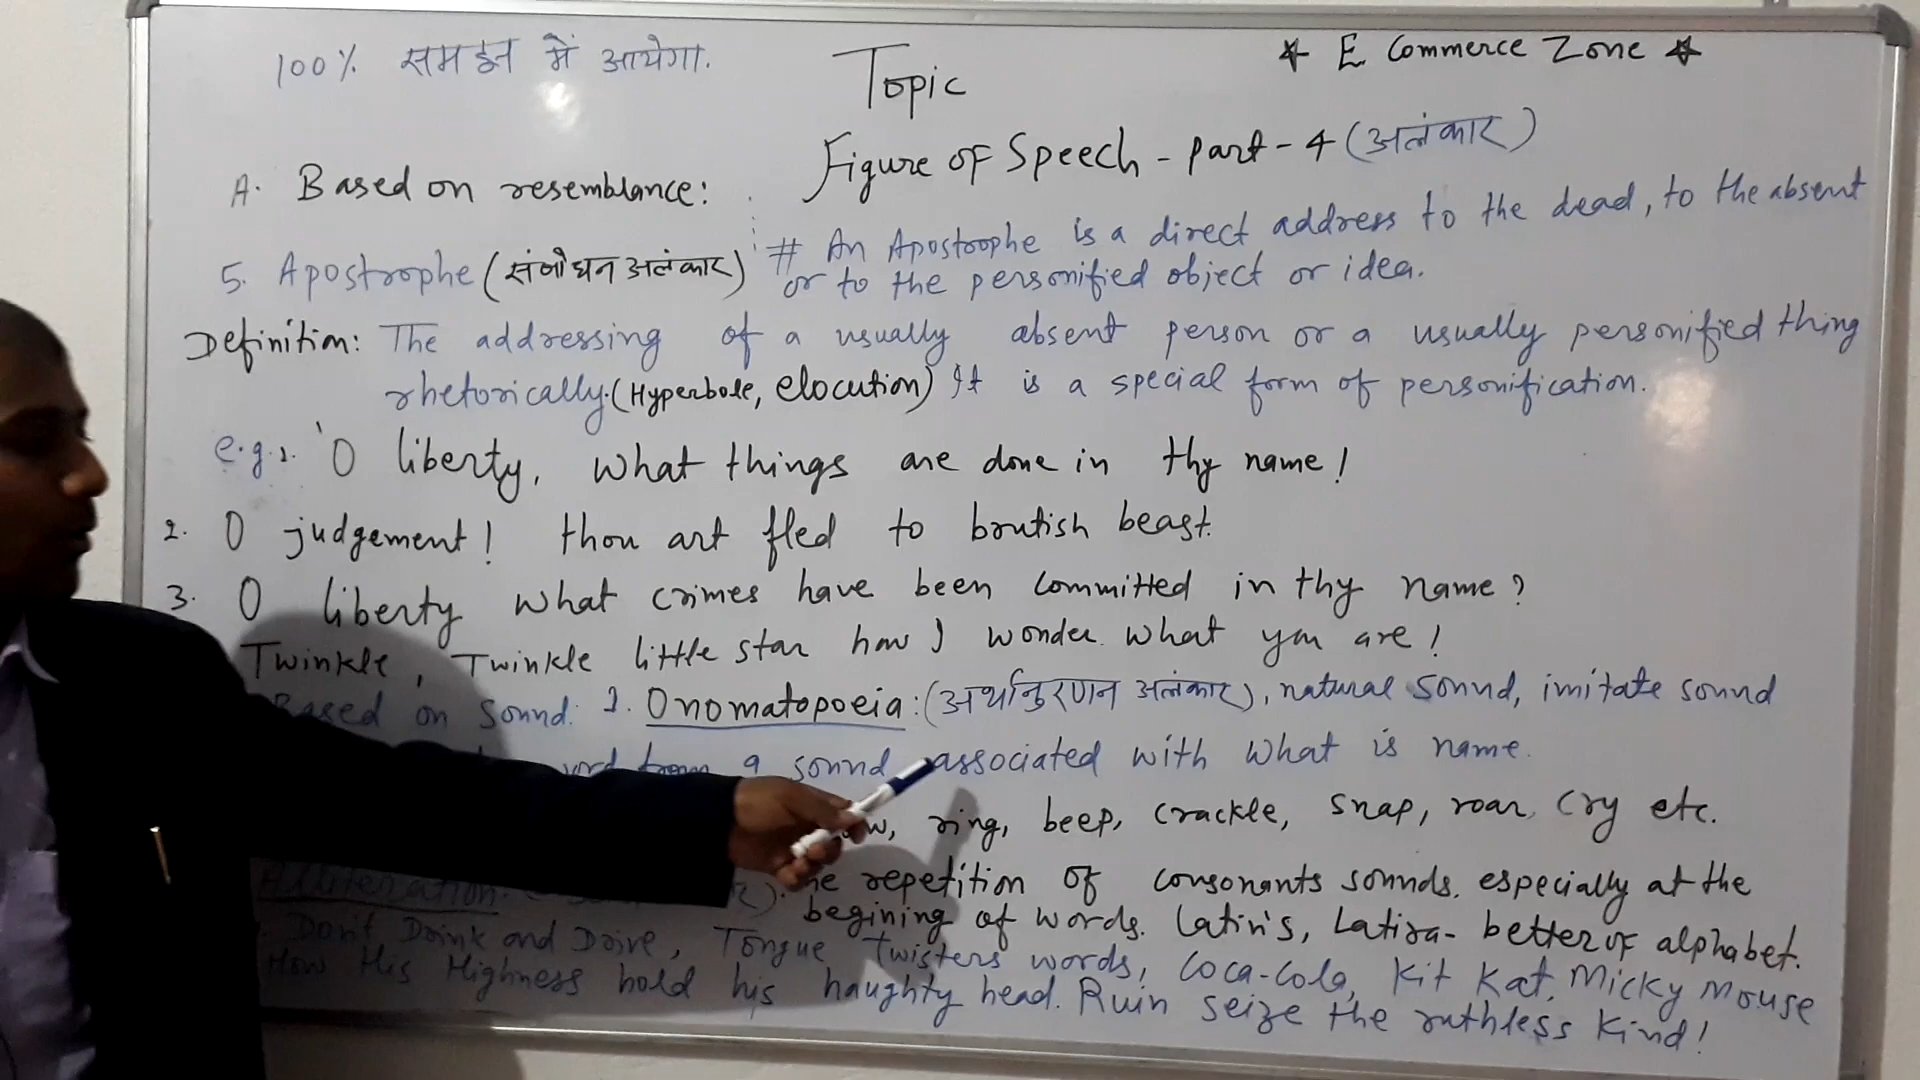 100% समझ में आयेगा.
Topic
★ E Commerce Zone ★
Figure of Speech - part - 4 (अलंकार)
A. Based on resemblance:
5. Apostrophe (संबोधन अलंकार)
# An Apostrophe is a direct address to the dead, to the absent
or to the personified object or idea.
Definition: The addressing of a usually absent person or a usually personified thing
rhetorically. (Hyperbole, elocution) It is a special form of personification.
e.g. 1. 'O liberty, what things are done in thy name!
2. O judgement! thou art fled to brutish beast.
3. O liberty what crimes have been committed in thy name?
Twinkle, Twinkle little star how I wonder what you are!
Based on Sound: 1. Onomatopoeia: (अर्थानुरणन अलंकार), natural sound, imitate sound
word from a sound associated with what is name.
ring, beep, crackle, snap, roar, cry etc.
Alliteration: the repetition of consonants sounds. especially at the
begining of words. Latin's, Latira- better of alphabet.
Don't Drink and Drive, Tongue Twisters words, Coca-Cola, Kit Kat, Micky Mouse
How His Highness hold his haughty head. Ruin seize the ruthless Kind!